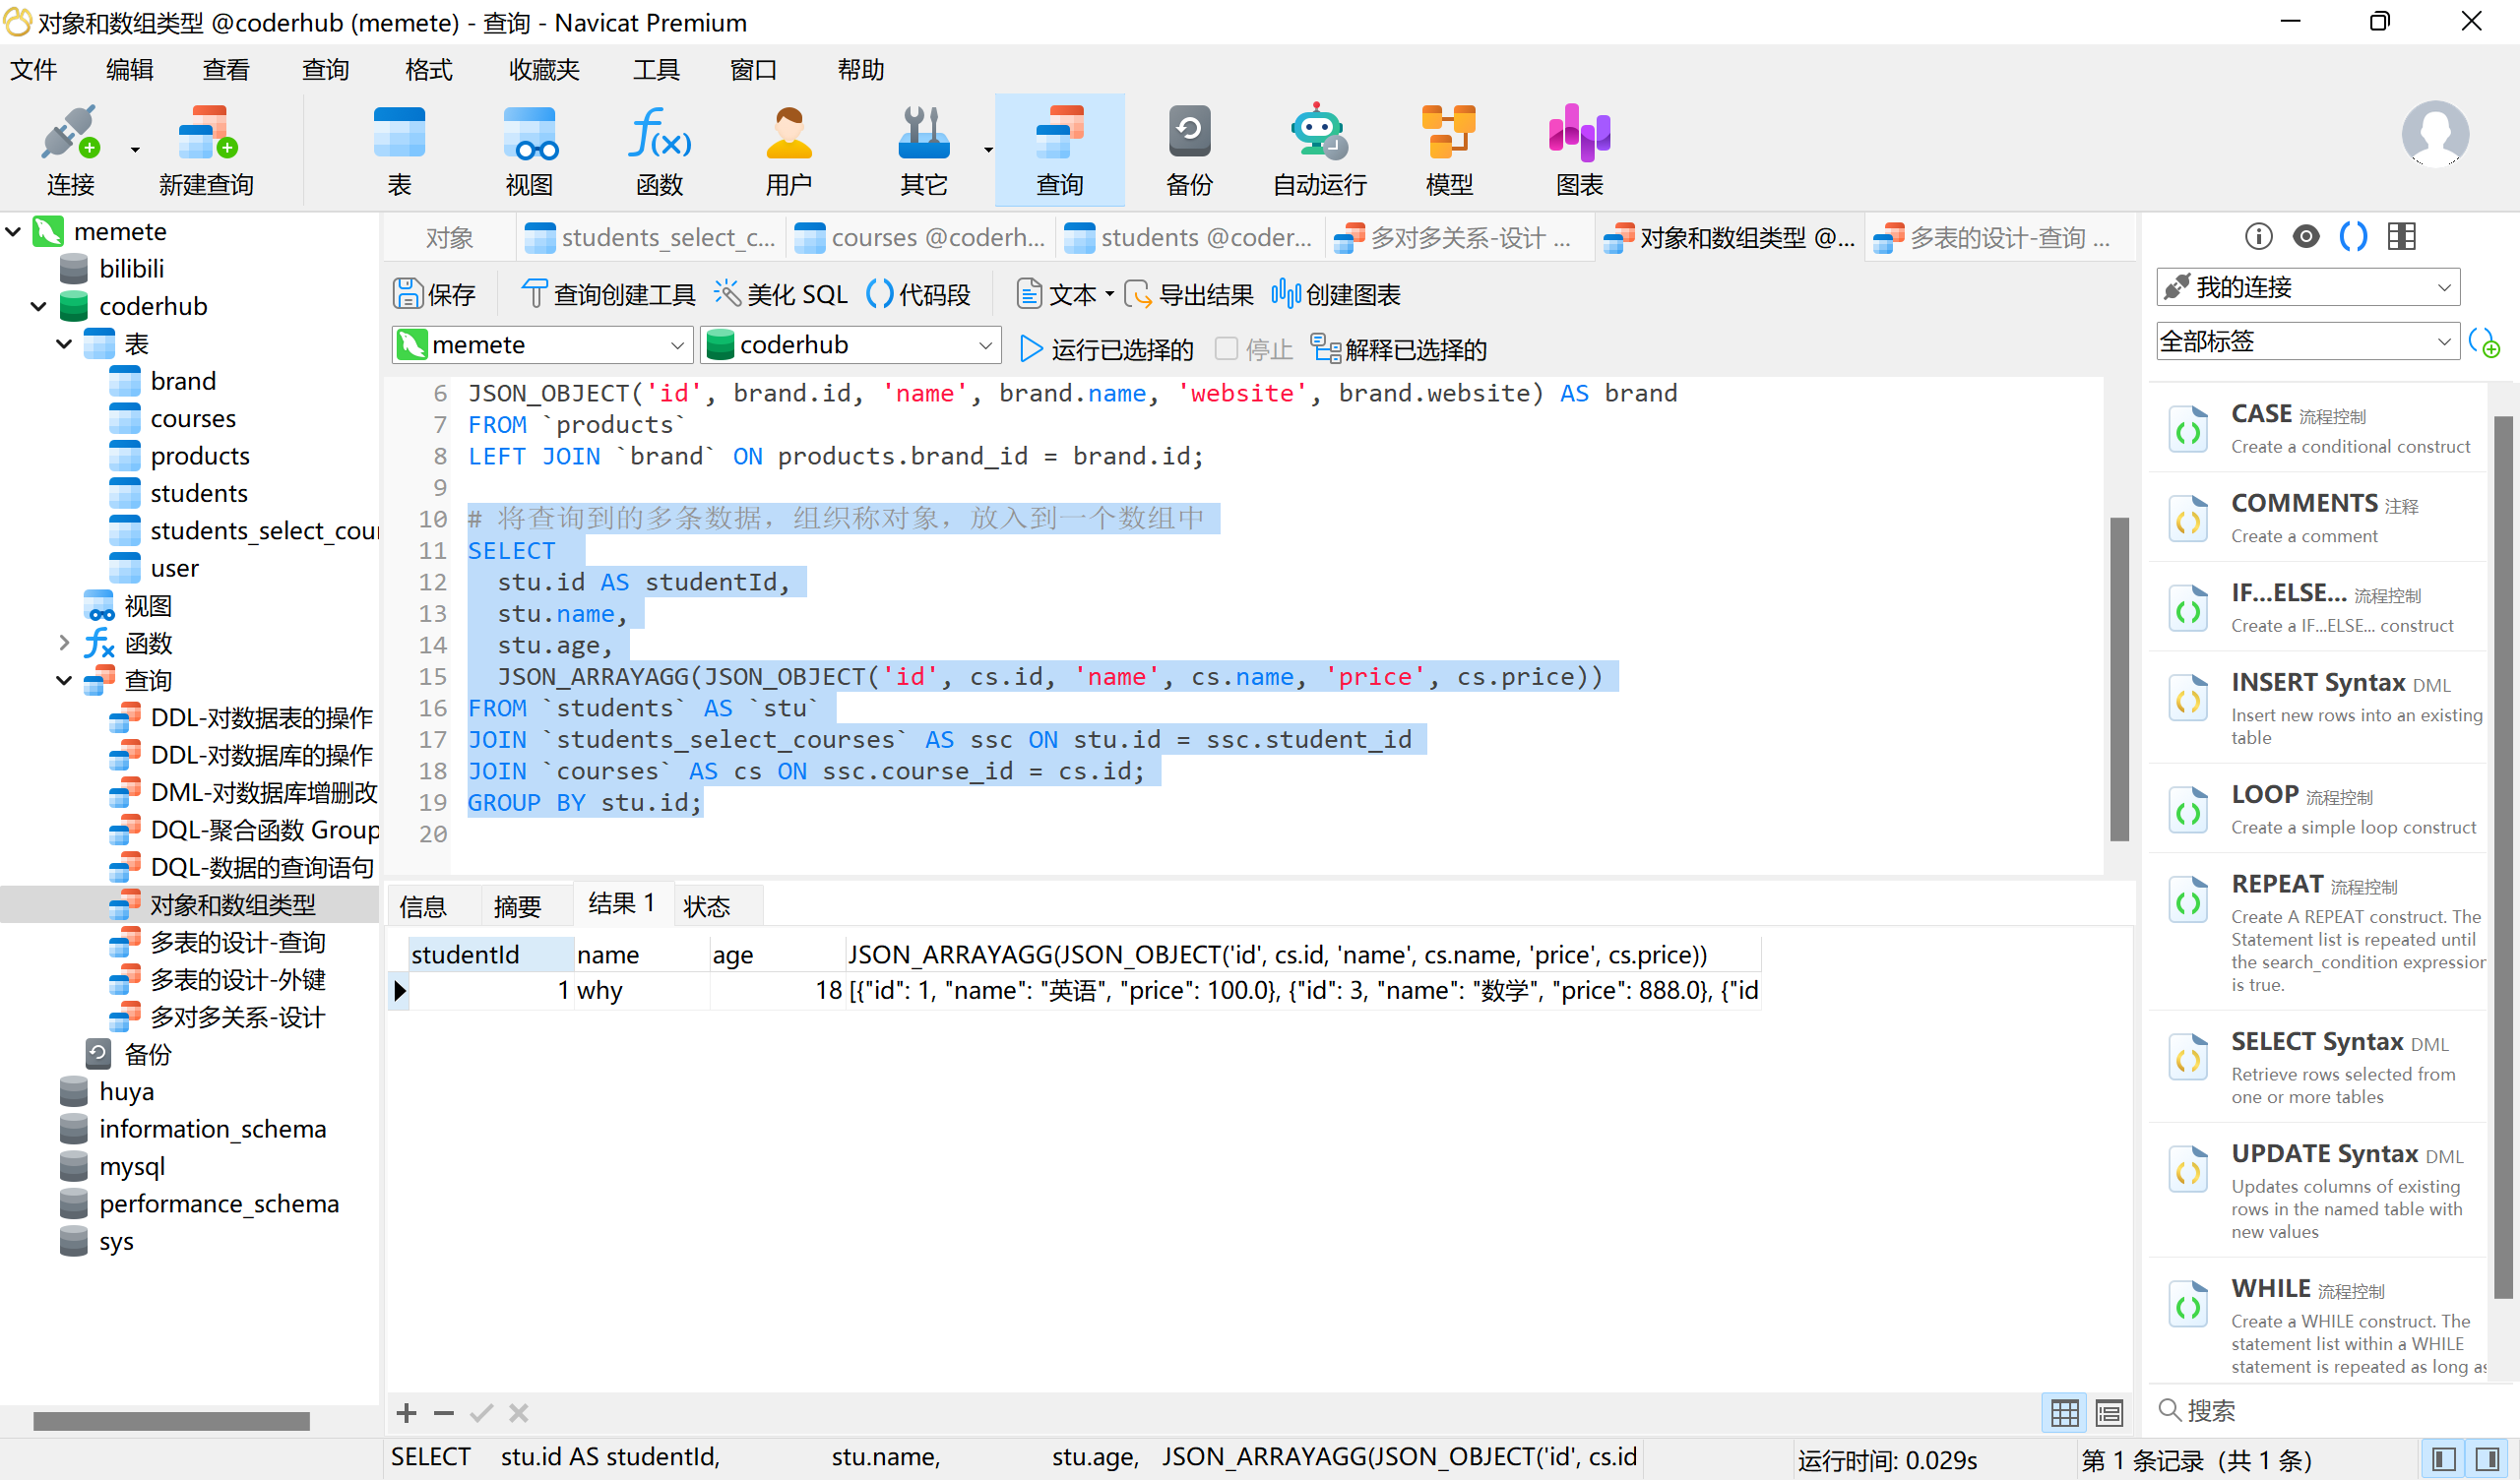 对象和数组类型 @coderhub (memete) - 查询 - Navicat Premium
文件 编辑 查看 查询 格式 收藏夹 工具 窗口 帮助
连接 新建查询 表 视图 函数 用户 其它 查询 备份 自动运行 模型 图表
memete
bilibili
coderhub
表
brand
courses
products
students
students_select_cour
user
视图
函数
查询
DDL-对数据表的操作
DDL-对数据库的操作
DML-对数据库增删改
DQL-聚合函数 Group
DQL-数据的查询语句
对象和数组类型
多表的设计-查询
多表的设计-外键
多对多关系-设计
备份
huya
information_schema
mysql
performance_schema
sys
对象 students_select_c... courses @coderh... students @coder... 多对多关系-设计 ... 对象和数组类型 @... 多表的设计-查询 ...
保存 查询创建工具 美化 SQL 代码段 文本 导出结果 创建图表
memete coderhub 运行已选择的 停止 解释已选择的
6 JSON_OBJECT('id', brand.id, 'name', brand.name, 'website', brand.website) AS brand
7 FROM `products`
8 LEFT JOIN `brand` ON products.brand_id = brand.id;
9
10 # 将查询到的多条数据，组织称对象，放入到一个数组中
11 SELECT
12 stu.id AS studentId,
13 stu.name,
14 stu.age,
15 JSON_ARRAYAGG(JSON_OBJECT('id', cs.id, 'name', cs.name, 'price', cs.price))
16 FROM `students` AS `stu`
17 JOIN `students_select_courses` AS ssc ON stu.id = ssc.student_id
18 JOIN `courses` AS cs ON ssc.course_id = cs.id;
19 GROUP BY stu.id;
20
信息 摘要 结果 1 状态
studentId name age JSON_ARRAYAGG(JSON_OBJECT('id', cs.id, 'name', cs.name, 'price', cs.price))
1 why 18 [{"id": 1, "name": "英语", "price": 100.0}, {"id": 3, "name": "数学", "price": 888.0}, {"id
SELECT stu.id AS studentId, stu.name, stu.age, JSON_ARRAYAGG(JSON_OBJECT('id', cs.id
运行时间: 0.029s
第 1 条记录 (共 1 条)
我的连接
全部标签
CASE 流程控制
Create a conditional construct
COMMENTS 注释
Create a comment
IF...ELSE... 流程控制
Create a IF...ELSE... construct
INSERT Syntax DML
Insert new rows into an existing
table
LOOP 流程控制
Create a simple loop construct
REPEAT 流程控制
Create A REPEAT construct. The
Statement list is repeated until
the search_condition expression
is true.
SELECT Syntax DML
Retrieve rows selected from
one or more tables
UPDATE Syntax DML
Updates columns of existing
rows in the named table with
new values
WHILE 流程控制
Create a WHILE construct. The
statement list within a WHILE
statement is repeated as long as
搜索